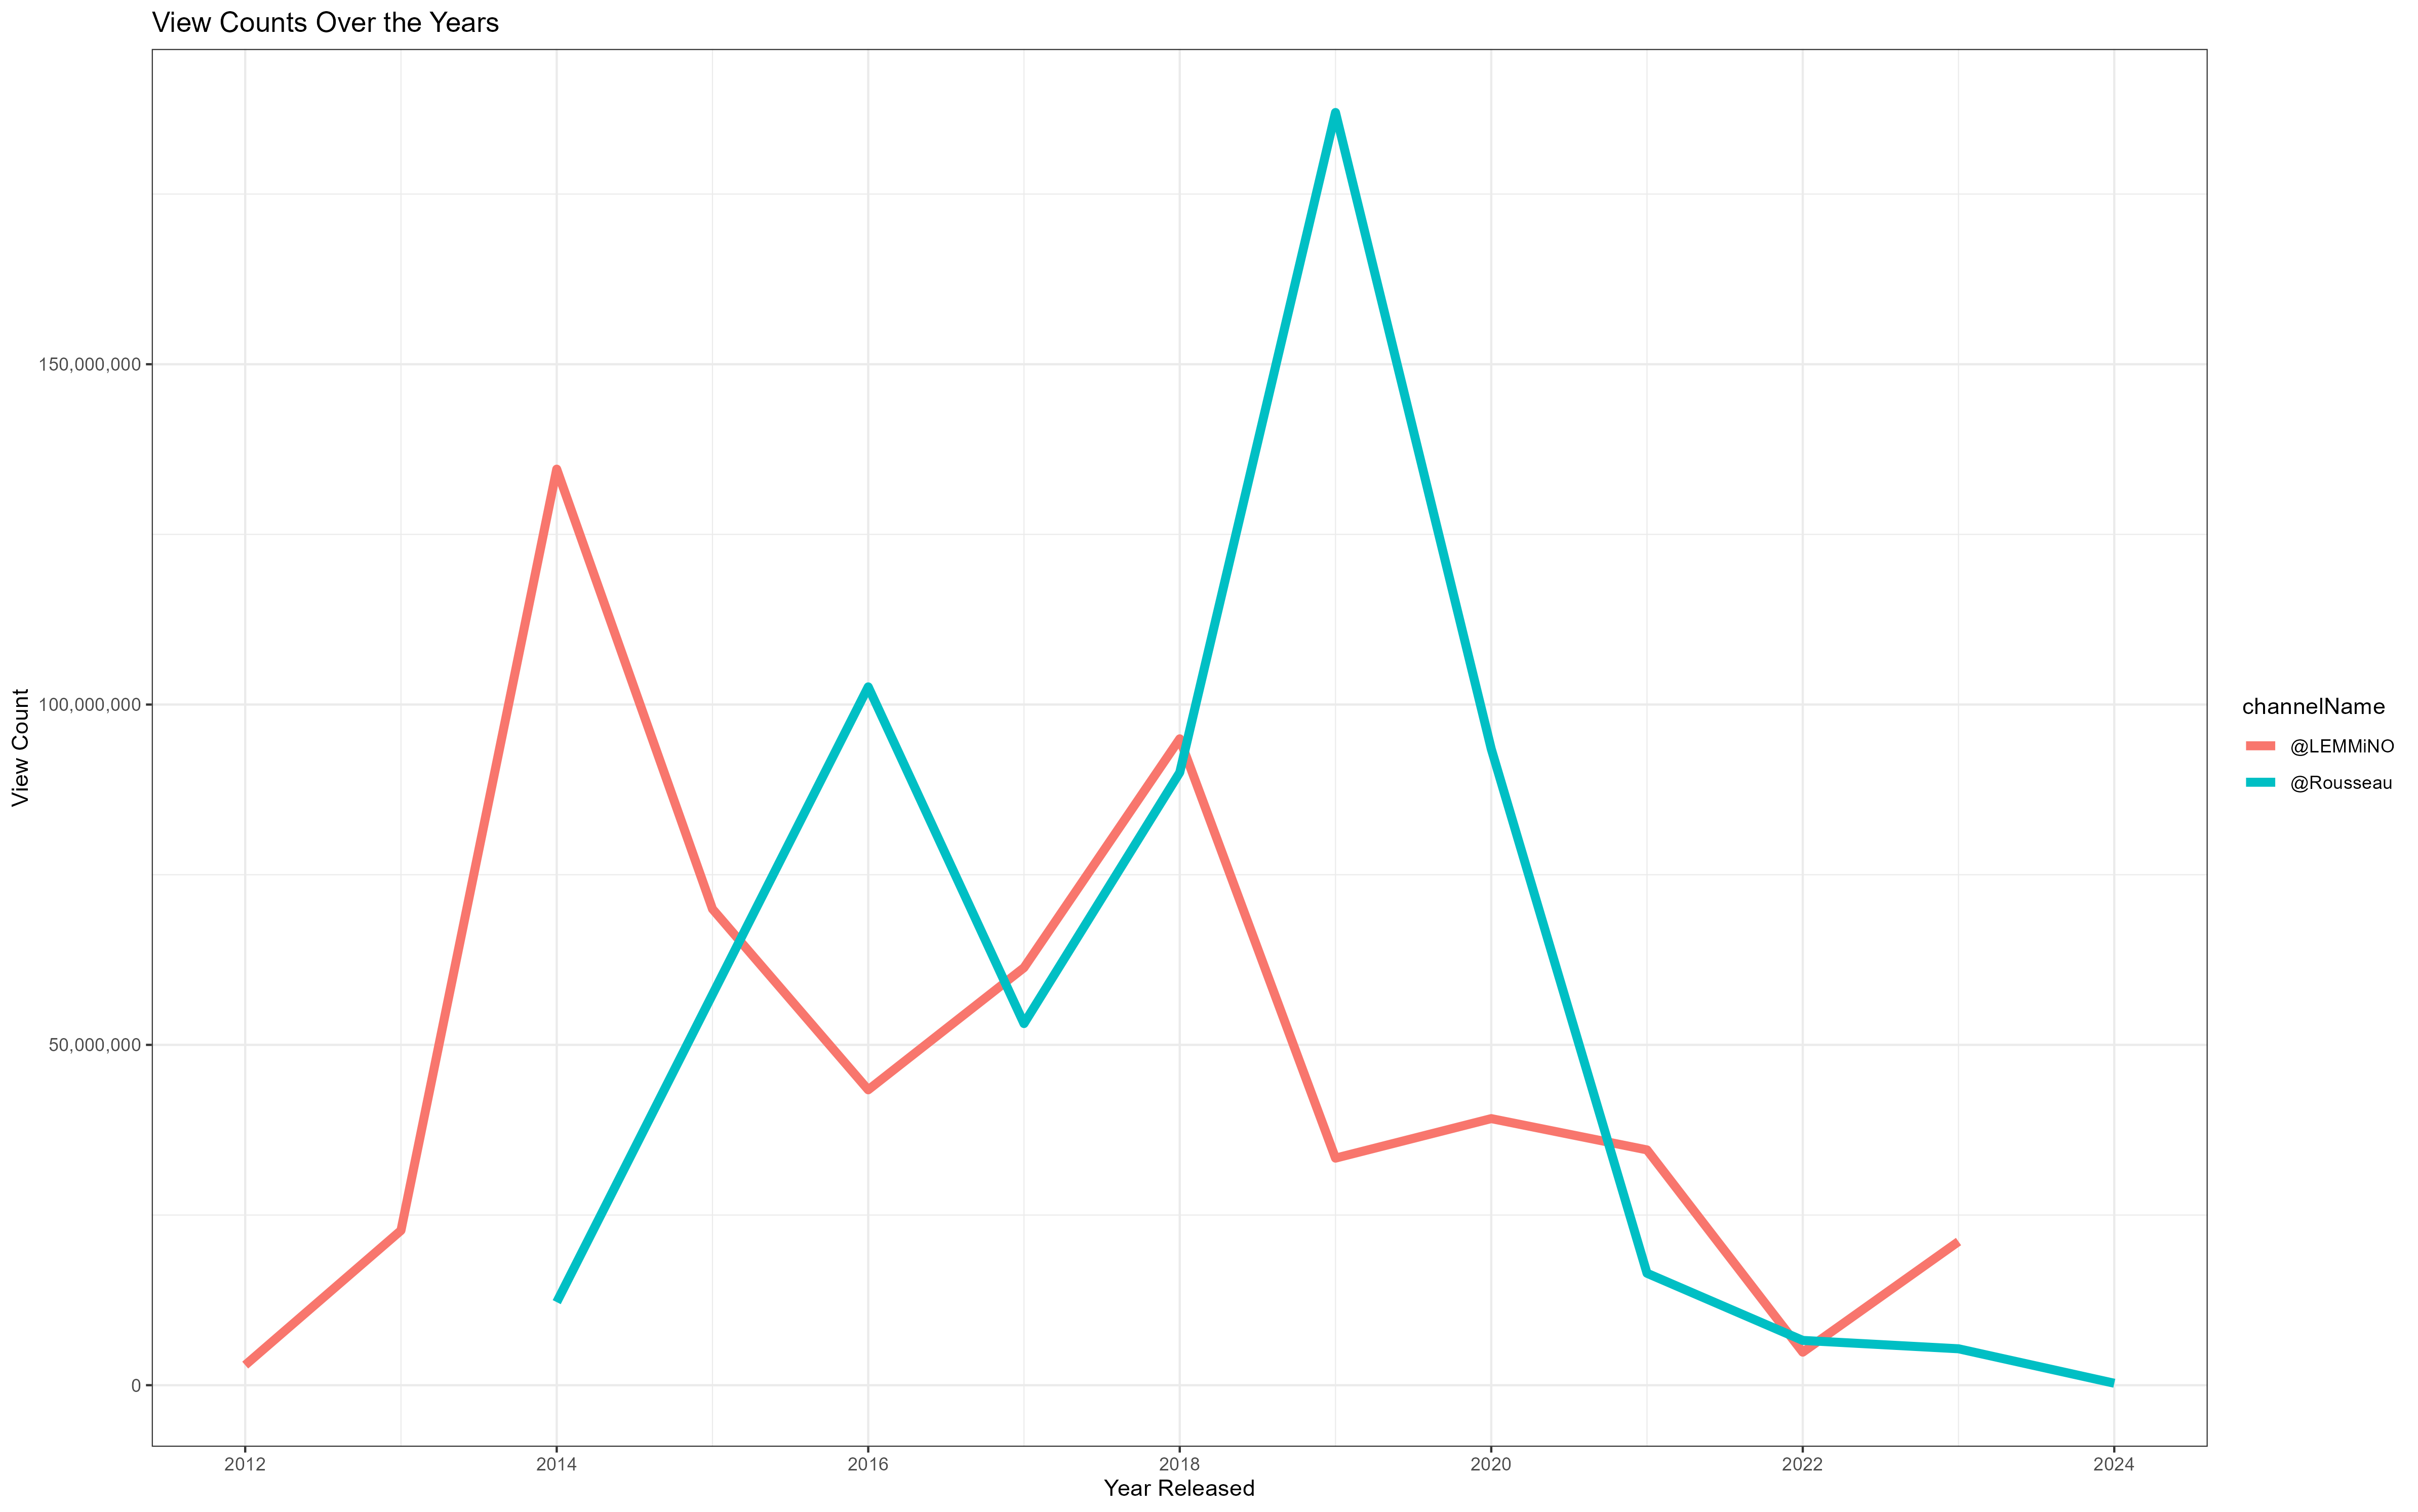 View Counts Over the Years
View Count
150,000,000
100,000,000
50,000,000
0
2012 2014 2016 2018 2020 2022 2024
Year Released
channelName
@LEMMiNO
@Rousseau